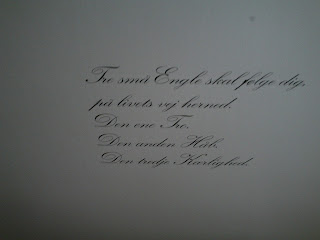 Tre små Engle skal følge dig,
på livets vej herned.
Den ene Tro,
Den anden Håb,
Den tredje Kærlighed.